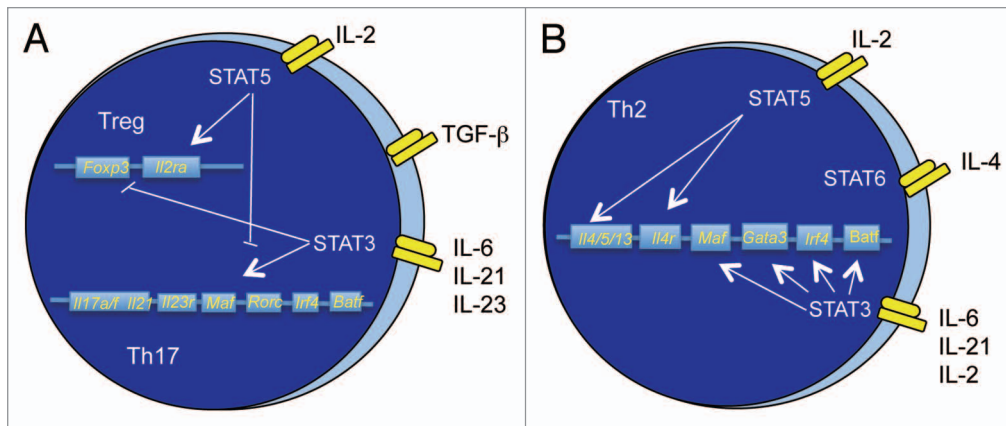 A
IL-2
STAT5
Treg
TGF-β
Foxp3 Il2ra
STAT3
IL-6
IL-21
IL-23
Il17a/f Il21 Il23r Maf Rorc Irf4 Baff
Th17
B
IL-2
Th2
STAT5
STAT6
IL-4
Il4/5/13 Il4r Maf Gata3 Irf4 Batf
STAT3
IL-6
IL-21
IL-2